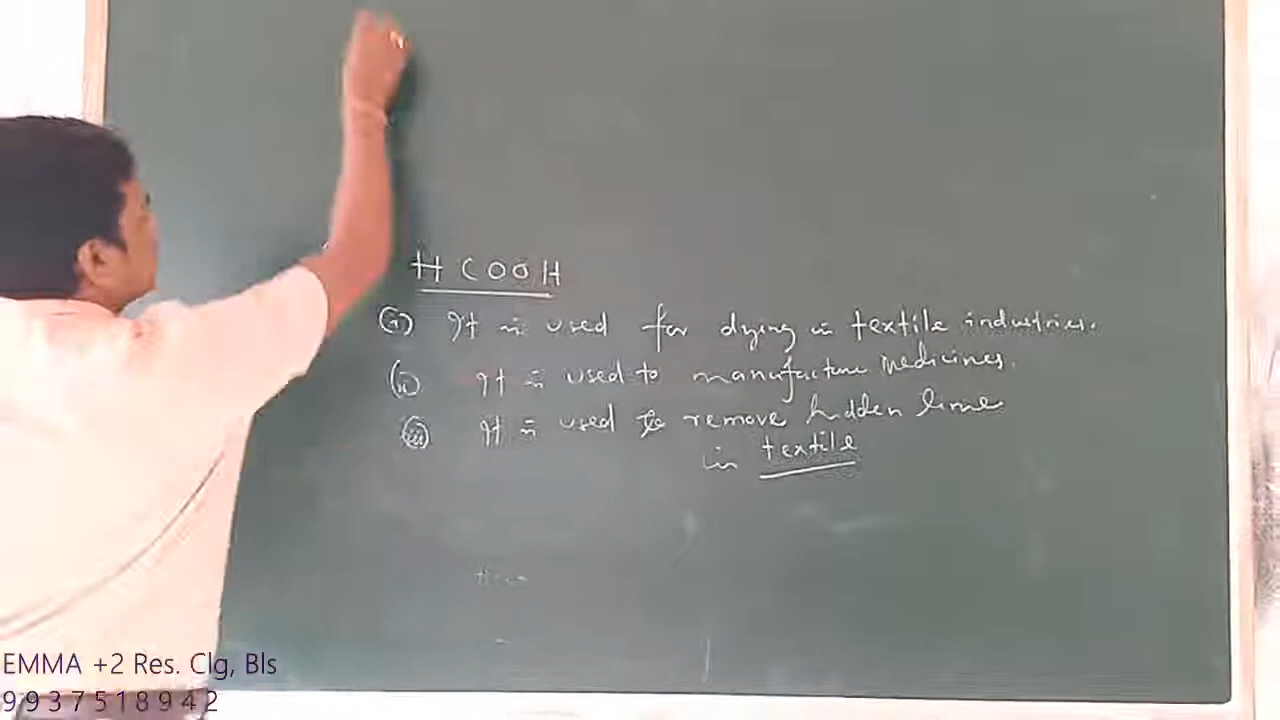 HCOOH
(i) It is used for dying in textile industries.
(ii) It is used to manufacture medicines.
(iii) It is used to remove hidden lime
in textile
EMMA +2 Res. Clg, Bls
9937518942